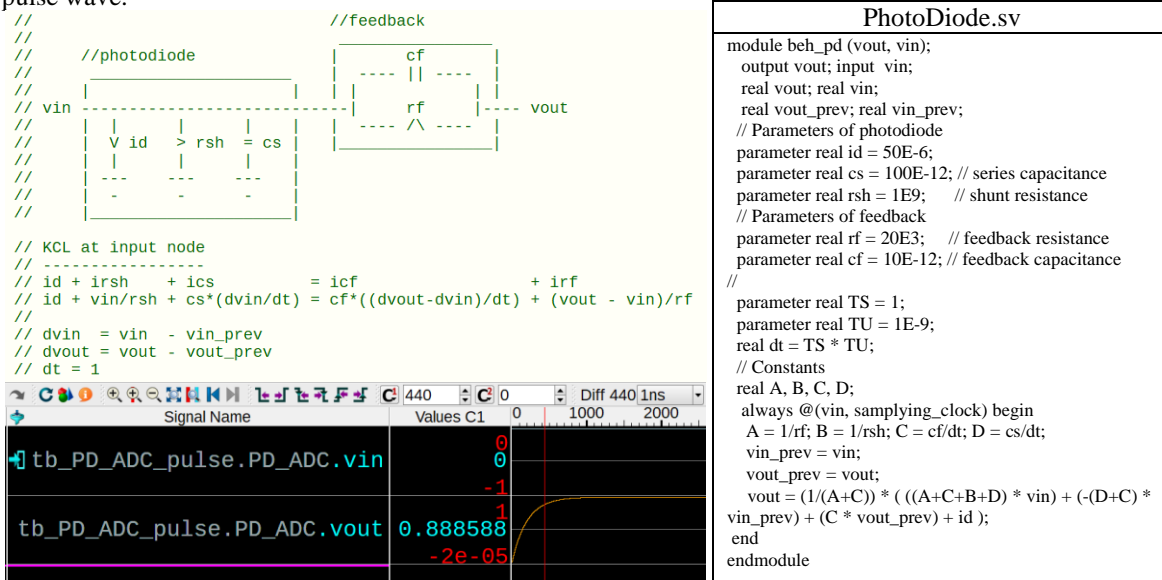 pulse wave.
//                                      //feedback
//
//      //photodiode                          cf
//                                         ---- || ----
//
// vin ----------------------------| rf |---- vout
//                                         ---- /\ ----
//      | V id > rsh = cs |
//
//      --- --- ---
//      - - -
//
// KCL at input node
// -----------------
// id + irsh    + ics          = icf                  + irf
// id + vin/rsh + cs*(dvin/dt) = cf*((dvout-dvin)/dt) + (vout - vin)/rf
//
// dvin  = vin  - vin_prev
// dvout = vout - vout_prev
// dt = 1
C1 440 C2 0 Diff 440 1ns
Signal Name Values C1 0 1000 2000
0
tb_PD_ADC_pulse.PD_ADC.vin 0
-1
1
tb_PD_ADC_pulse.PD_ADC.vout 0.888588
-2e-05
PhotoDiode.sv
module beh_pd (vout, vin);
output vout; input vin;
real vout; real vin;
real vout_prev; real vin_prev;
// Parameters of photodiode
parameter real id = 50E-6;
parameter real cs = 100E-12; // series capacitance
parameter real rsh = 1E9; // shunt resistance
// Parameters of feedback
parameter real rf = 20E3; // feedback resistance
parameter real cf = 10E-12; // feedback capacitance
//
parameter real TS = 1;
parameter real TU = 1E-9;
real dt = TS * TU;
// Constants
real A, B, C, D;
always @(vin, samplying_clock) begin
A = 1/rf; B = 1/rsh; C = cf/dt; D = cs/dt;
vin_prev = vin;
vout_prev = vout;
vout = (1/(A+C)) * ( ((A+C+B+D) * vin) + (-(D+C) *
vin_prev) + (C * vout_prev) + id );
end
endmodule